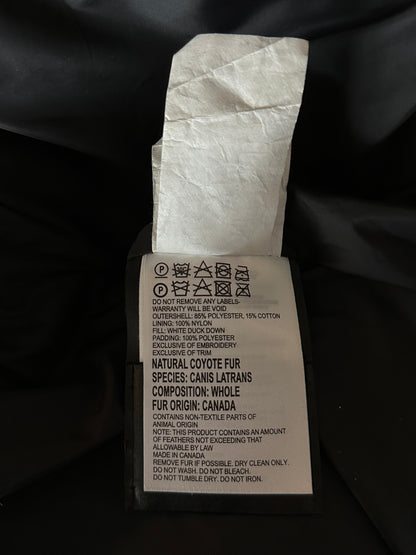 DO NOT REMOVE ANY LABELS-
WARRANTY WILL BE VOID
OUTERSHELL: 85% POLYESTER, 15% COTTON
LINING: 100% NYLON
FILL: WHITE DUCK DOWN
PADDING: 100% POLYESTER
EXCLUSIVE OF EMBROIDERY
EXCLUSIVE OF TRIM
NATURAL COYOTE FUR
SPECIES: CANIS LATRANS
COMPOSITION: WHOLE
FUR ORIGIN: CANADA
CONTAINS NON-TEXTILE PARTS OF
ANIMAL ORIGIN
NOTE: THIS PRODUCT CONTAINS AN AMOUNT
OF FEATHERS NOT EXCEEDING THAT
ALLOWABLE BY LAW
MADE IN CANADA
REMOVE FUR IF POSSIBLE. DRY CLEAN ONLY.
DO NOT WASH. DO NOT BLEACH.
DO NOT TUMBLE DRY. DO NOT IRON.